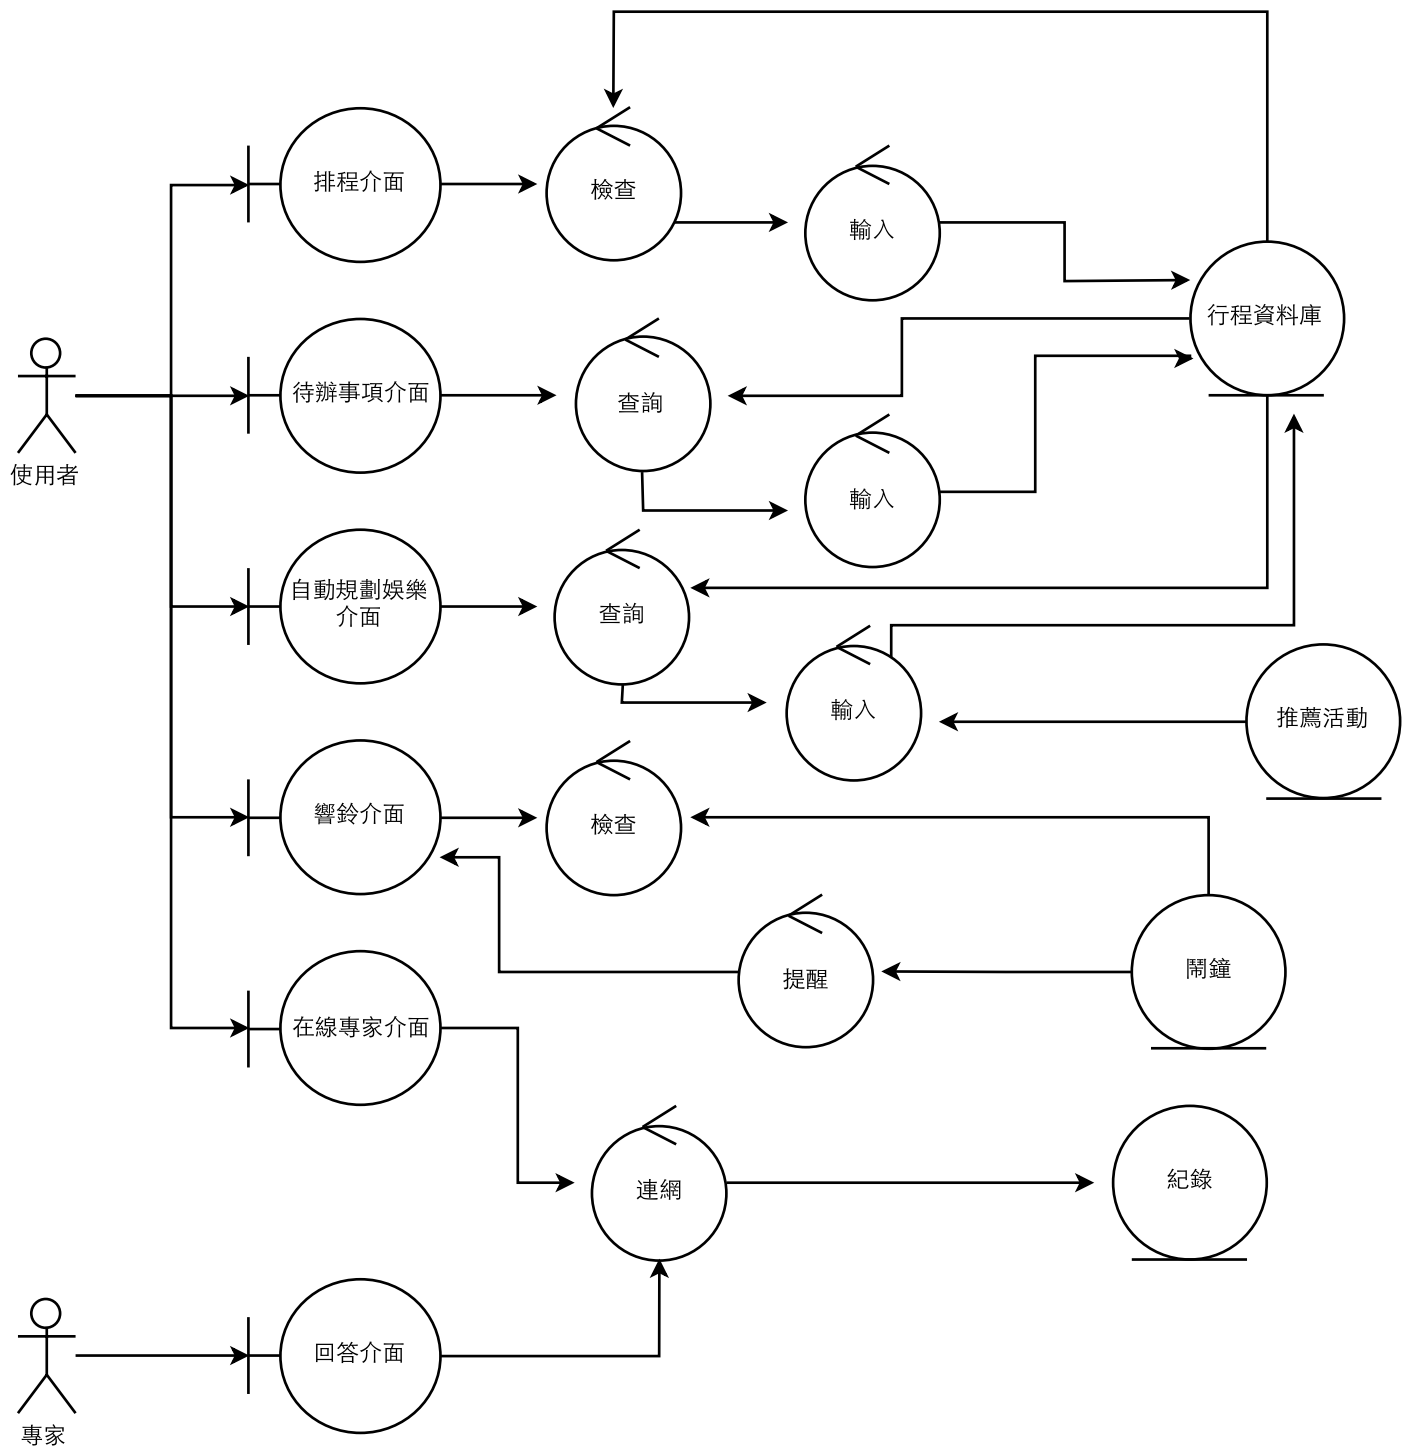 排程介面
檢查
輸入
行程資料庫
使用者
待辦事項介面
查詢
輸入
自動規劃娛樂
介面
查詢
輸入
推薦活動
響鈴介面
檢查
提醒
鬧鐘
在線專家介面
連網
紀錄
專家
回答介面